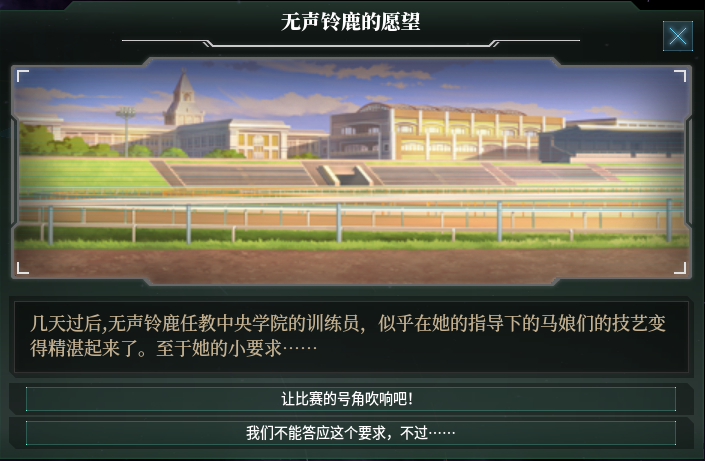 无声铃鹿的愿望
几天过后,无声铃鹿任教中央学院的训练员，似乎在她的指导下的马娘们的技艺变
得精湛起来了。至于她的小要求……
让比赛的号角吹响吧！
我们不能答应这个要求，不过……